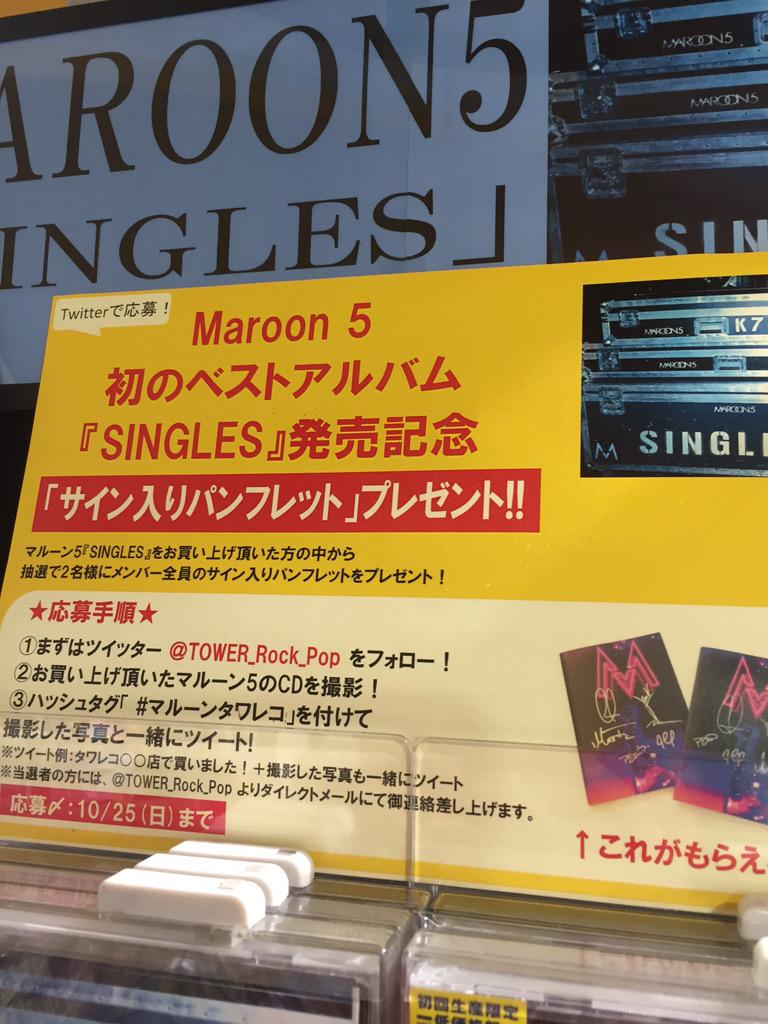 AROON5
INGLES」
MAROON5
MAROON5
SIN
Twitterで応募！
Maroon 5
初のベストアルバム
『SINGLES』発売記念
「サイン入りパンフレット」プレゼント!!
マルーン5『SINGLES』をお買い上げ頂いた方の中から
抽選で2名様にメンバー全員のサイン入りパンフレットをプレゼント！
★応募手順★
①まずはツイッター @TOWER_Rock_Pop をフォロー！
②お買い上げ頂いたマルーン5のCDを撮影！
③ハッシュタグ「 #マルーンタワレコ」を付けて
撮影した写真と一緒にツイート!
※ツイート例：タワレコ○○店で買いました！＋撮影した写真も一緒にツイート
※当選者の方には、@TOWER_Rock_Pop よりダイレクトメールにて御連絡差し上げます。
応募〆：10/25(日)まで
K7
MAROON5
MAROON5
MAROON5
M SINGL
↑これがもらえ
初回生産限定